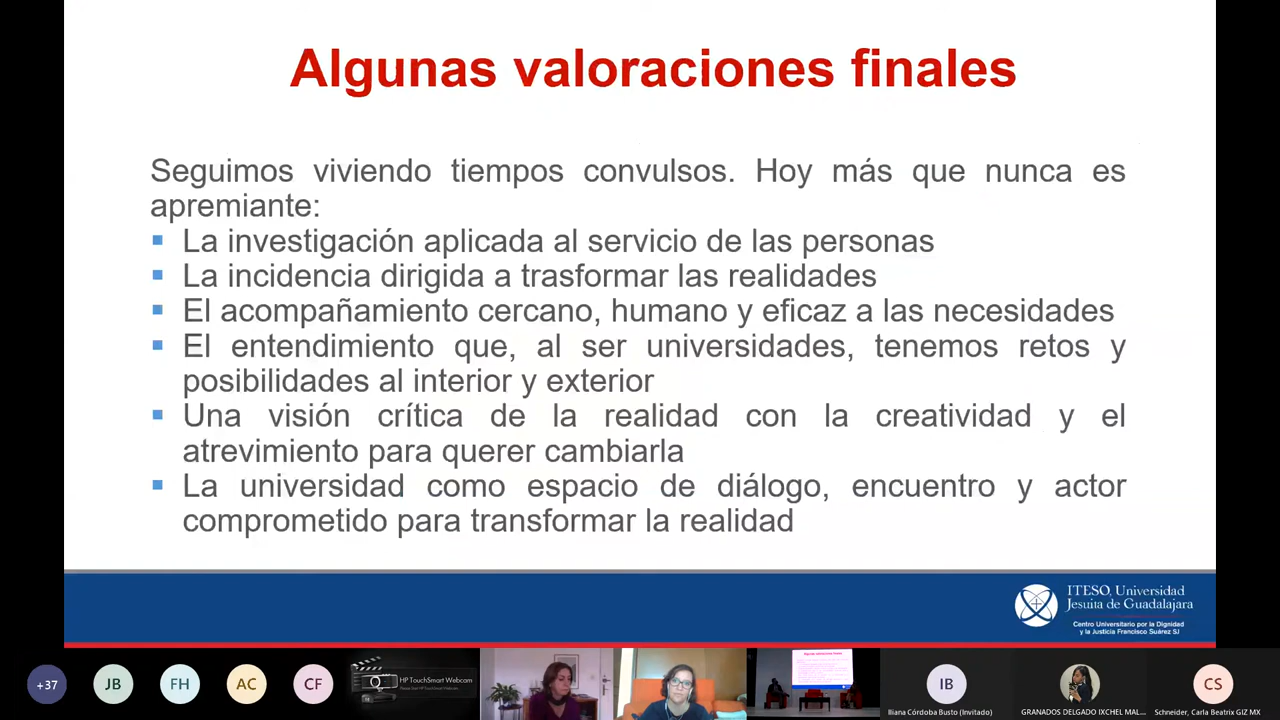 Algunas valoraciones finales
Seguimos viviendo tiempos convulsos. Hoy más que nunca es
apremiante:
La investigación aplicada al servicio de las personas
La incidencia dirigida a trasformar las realidades
El acompañamiento cercano, humano y eficaz a las necesidades
El entendimiento que, al ser universidades, tenemos retos y
posibilidades al interior y exterior
Una visión crítica de la realidad con la creatividad y el
atrevimiento para querer cambiarla
La universidad como espacio de diálogo, encuentro y actor
comprometido para transformar la realidad
ITESO, Universidad
Jesuita de Guadalajara
Centro Universitario por la Dignidad
y la Justicia Francisco Suárez SJ
+37
JB
FH
AC
CF
HP TouchSmart Webcam
Please Start HP TouchSmart Webcam
IB
Iliana Córdoba Busto (Invitado)
GRANADOS DELGADO IXCHEL MAL...
CS
Schneider, Carla Beatrix GIZ MX